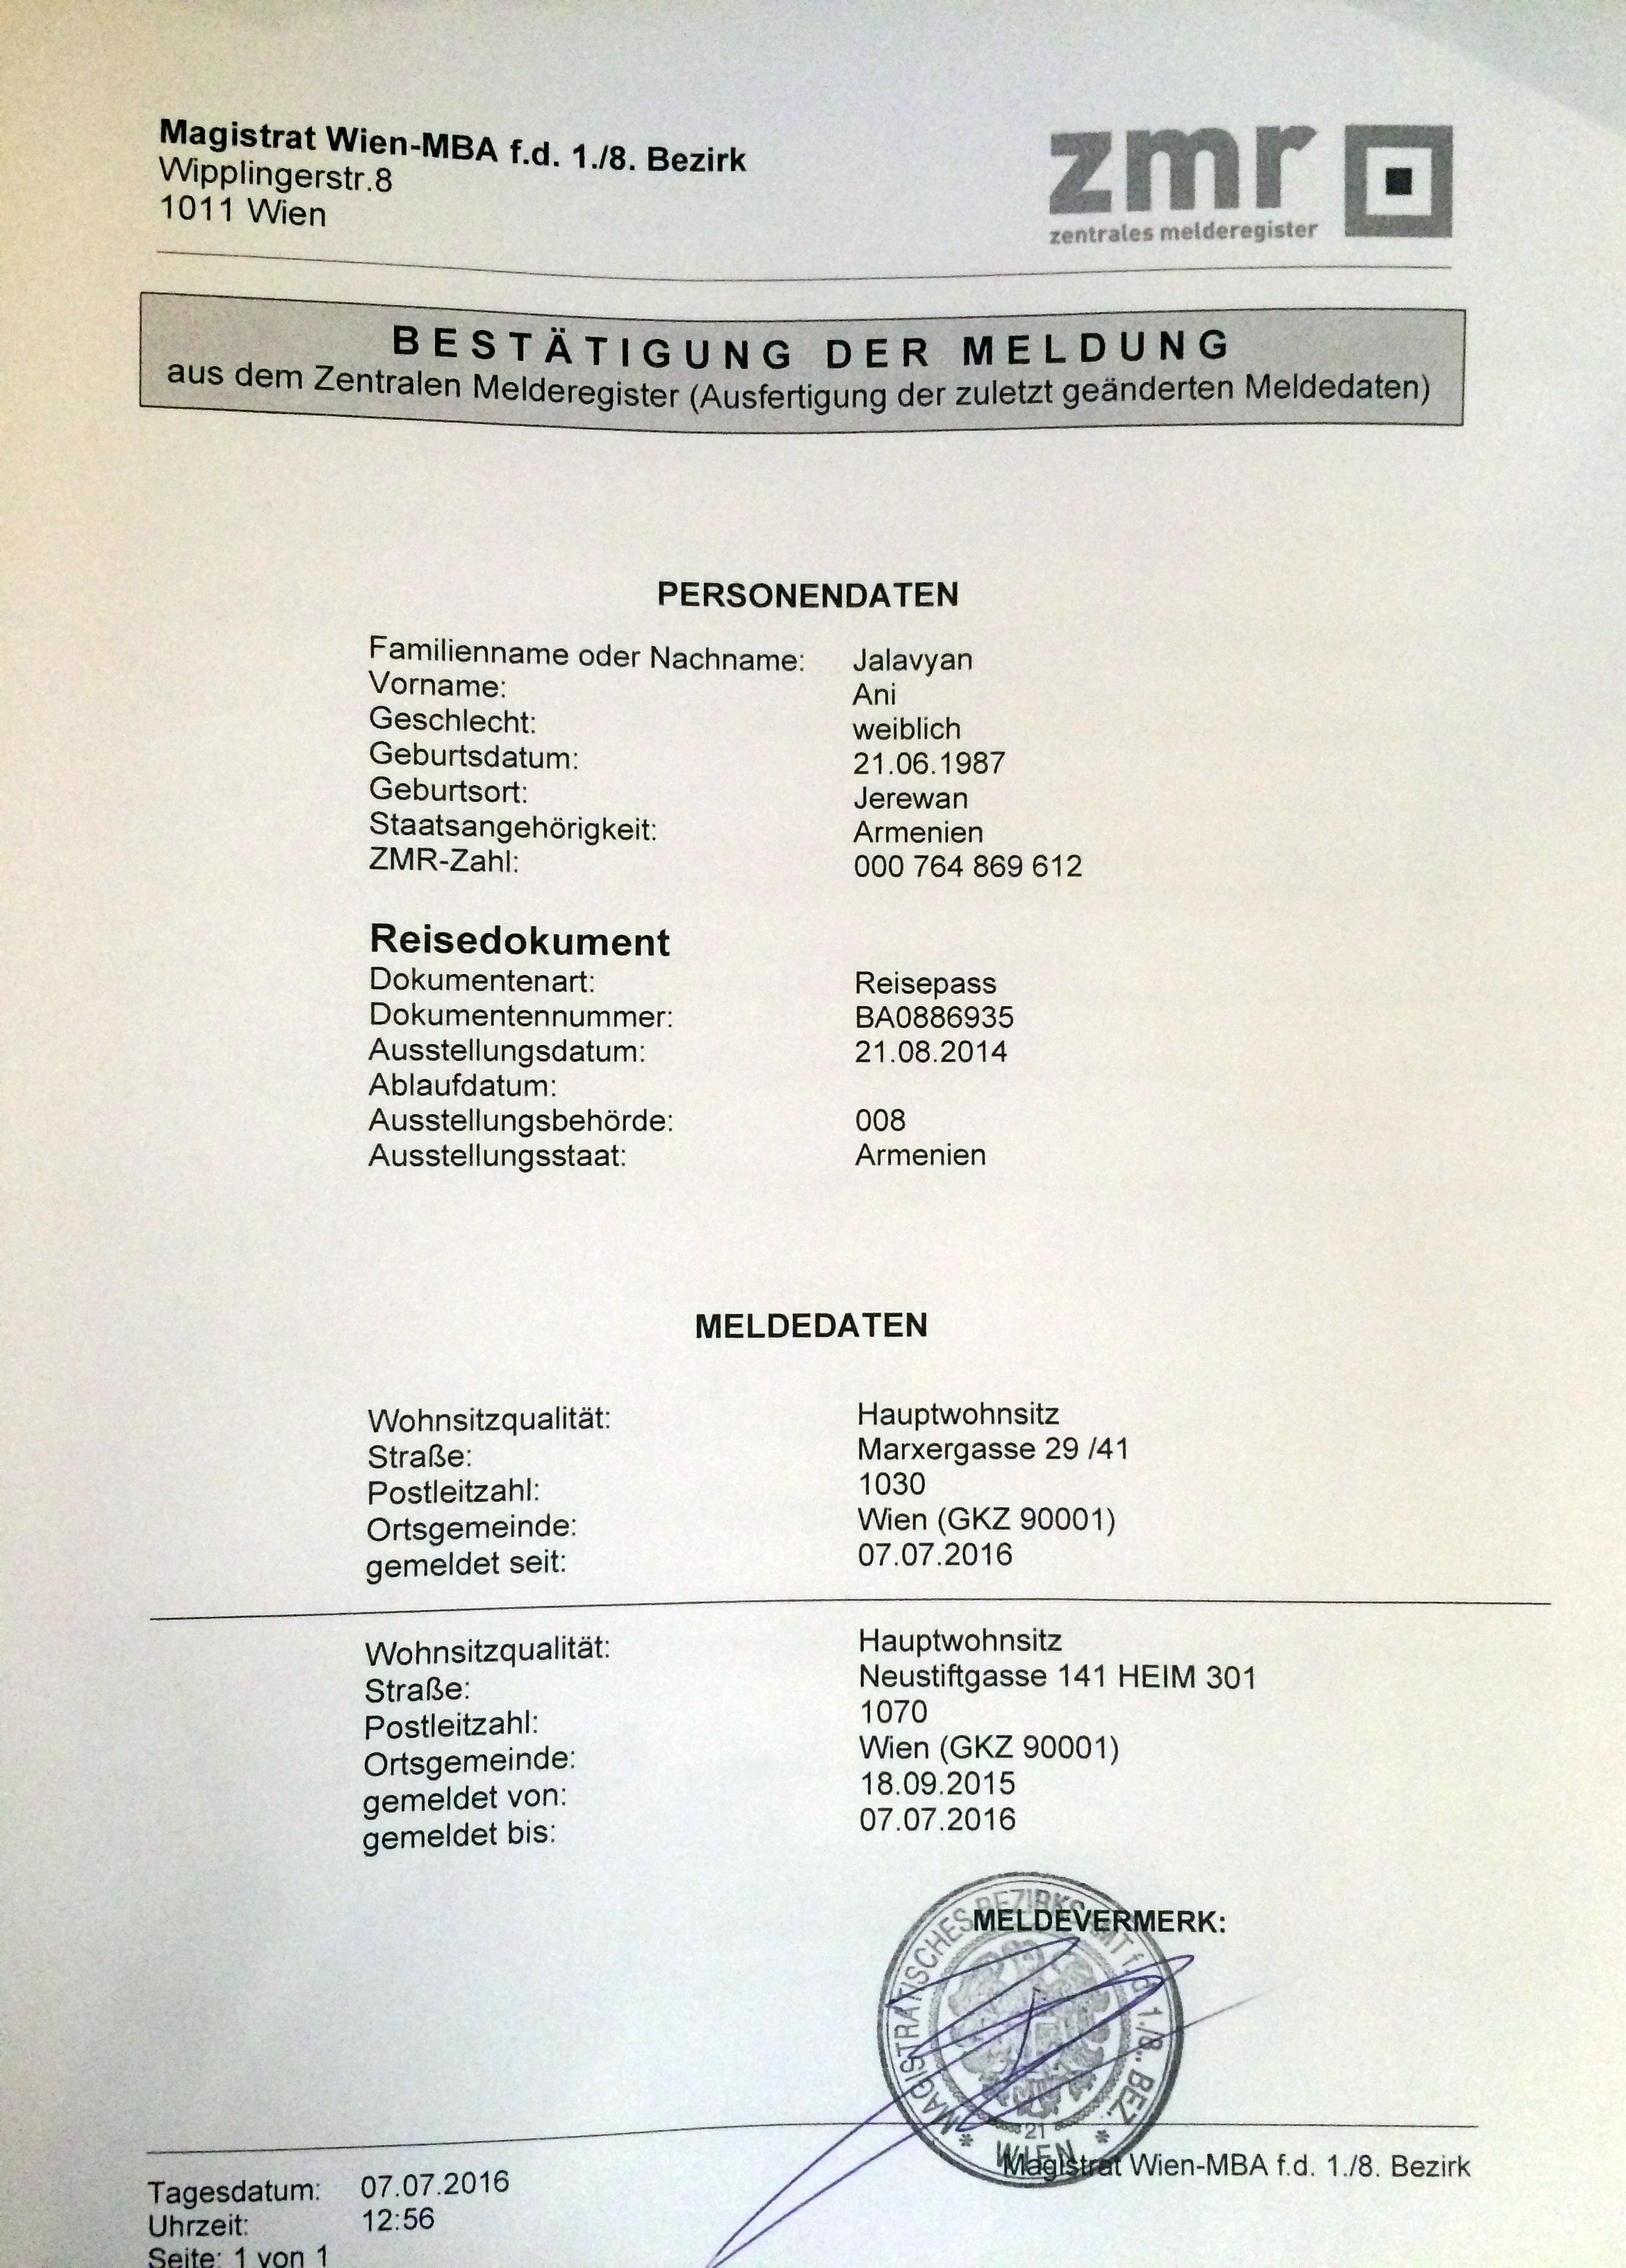 Magistrat Wien-MBA f.d. 1./8. Bezirk
Wipplingerstr.8
1011 Wien
zmr
zentrales melderegister
BESTÄTIGUNG DER MELDUNG
aus dem Zentralen Melderegister (Ausfertigung der zuletzt geänderten Meldedaten)
PERSONENDATEN
Familienname oder Nachname: Jalavyan
Vorname: Ani
Geschlecht: weiblich
Geburtsdatum: 21.06.1987
Geburtsort: Jerewan
Staatsangehörigkeit: Armenien
ZMR-Zahl: 000 764 869 612
Reisedokument
Dokumentenart: Reisepass
Dokumentennummer: BA0886935
Ausstellungsdatum: 21.08.2014
Ablaufdatum:
Ausstellungsbehörde: 008
Ausstellungsstaat: Armenien
MELDEDATEN
Wohnsitzqualität: Hauptwohnsitz
Straße: Marxergasse 29 /41
Postleitzahl: 1030
Ortsgemeinde: Wien (GKZ 90001)
gemeldet seit: 07.07.2016
Wohnsitzqualität: Hauptwohnsitz
Straße: Neustiftgasse 141 HEIM 301
Postleitzahl: 1070
Ortsgemeinde: Wien (GKZ 90001)
gemeldet von: 18.09.2015
gemeldet bis: 07.07.2016
MELDEVERMERK:
* MAGISTRATISCHES BEZIRKSAMT f. d. 1./8. BEZ. *
21
WIEN
Magistrat Wien-MBA f.d. 1./8. Bezirk
Tagesdatum: 07.07.2016
Uhrzeit: 12:56
Seite: 1 von 1